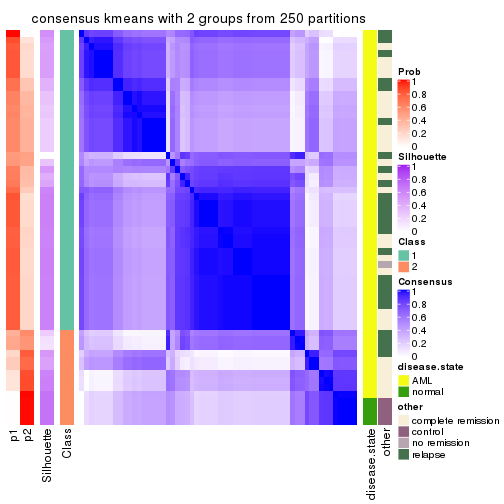 consensus kmeans with 2 groups from 250 partitions
Prob
1
0.8
0.6
0.4
0.2
0
Silhouette
1
0.8
0.6
0.4
0.2
0
Class
1
2
Consensus
1
0.8
0.6
0.4
0.2
0
disease.state
AML
normal
other
complete remission
control
no remission
relapse
p1
p2
Silhouette
Class
disease.state
other